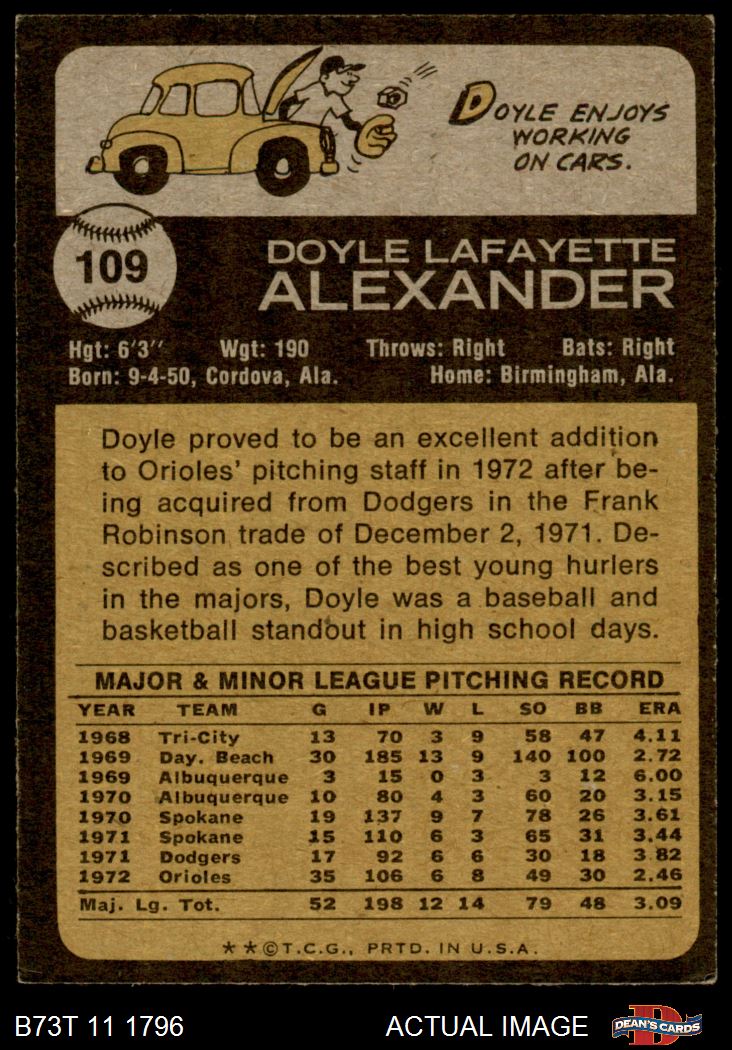 DOYLE ENJOYS
WORKING
ON CARS.
109
DOYLE LAFAYETTE
ALEXANDER
Hgt: 6'3" Wgt: 190 Throws: Right Bats: Right
Born: 9-4-50, Cordova, Ala. Home: Birmingham, Ala.
Doyle proved to be an excellent addition
to Orioles' pitching staff in 1972 after be-
ing acquired from Dodgers in the Frank
Robinson trade of December 2, 1971. De-
scribed as one of the best young hurlers
in the majors, Doyle was a baseball and
basketball standout in high school days.
MAJOR & MINOR LEAGUE PITCHING RECORD
YEAR TEAM G IP W L SO BB ERA
1968 Tri-City 13 70 3 9 58 47 4.11
1969 Day. Beach 30 185 13 9 140 100 2.72
1969 Albuquerque 3 15 0 3 3 12 6.00
1970 Albuquerque 10 80 4 3 60 20 3.15
1970 Spokane 19 137 9 7 78 26 3.61
1971 Spokane 15 110 6 3 65 31 3.44
1971 Dodgers 17 92 6 6 30 18 3.82
1972 Orioles 35 106 6 8 49 30 2.46
Maj. Lg. Tot. 52 198 12 14 79 48 3.09
* * © T.C.G., PRTD. IN U.S.A.
B73T 11 1796 ACTUAL IMAGE DEAN'S CARDS